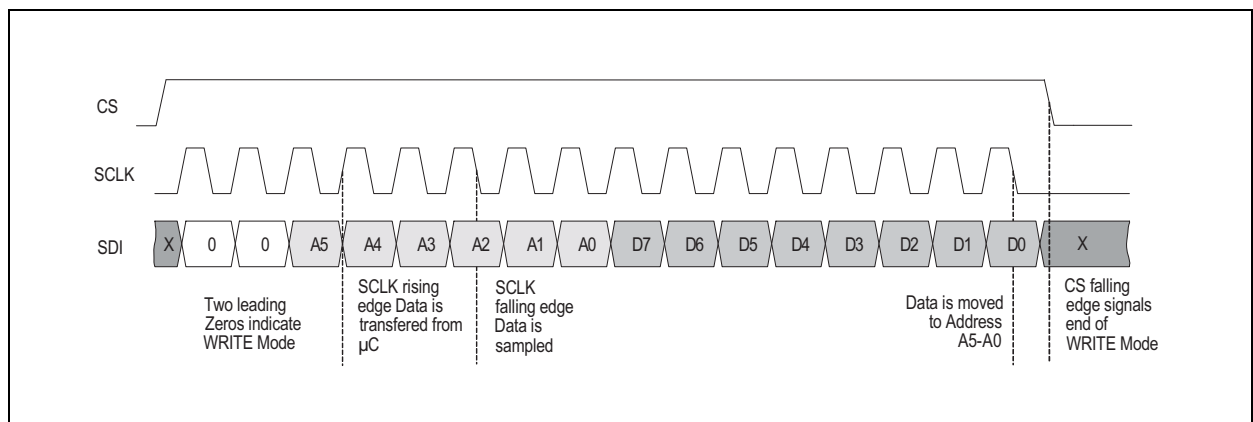 CS
SCLK
SDI
X 0 0 A5 A4 A3 A2 A1 A0 D7 D6 D5 D4 D3 D2 D1 D0 X
Two leading
Zeros indicate
WRITE Mode
SCLK rising
edge Data is
transfered from
µC
SCLK
falling edge
Data is
sampled
Data is moved
to Address
A5-A0
CS falling
edge signals
end of
WRITE Mode